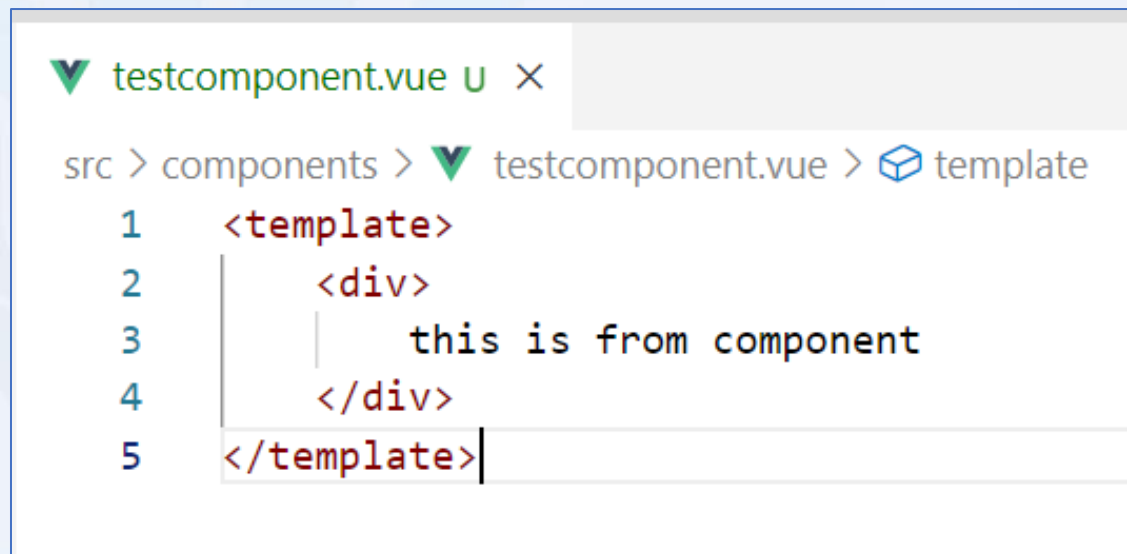 testcomponent.vue U ×
src > components > testcomponent.vue > template
1 <template>
2 <div>
3 this is from component
4 </div>
5 </template>